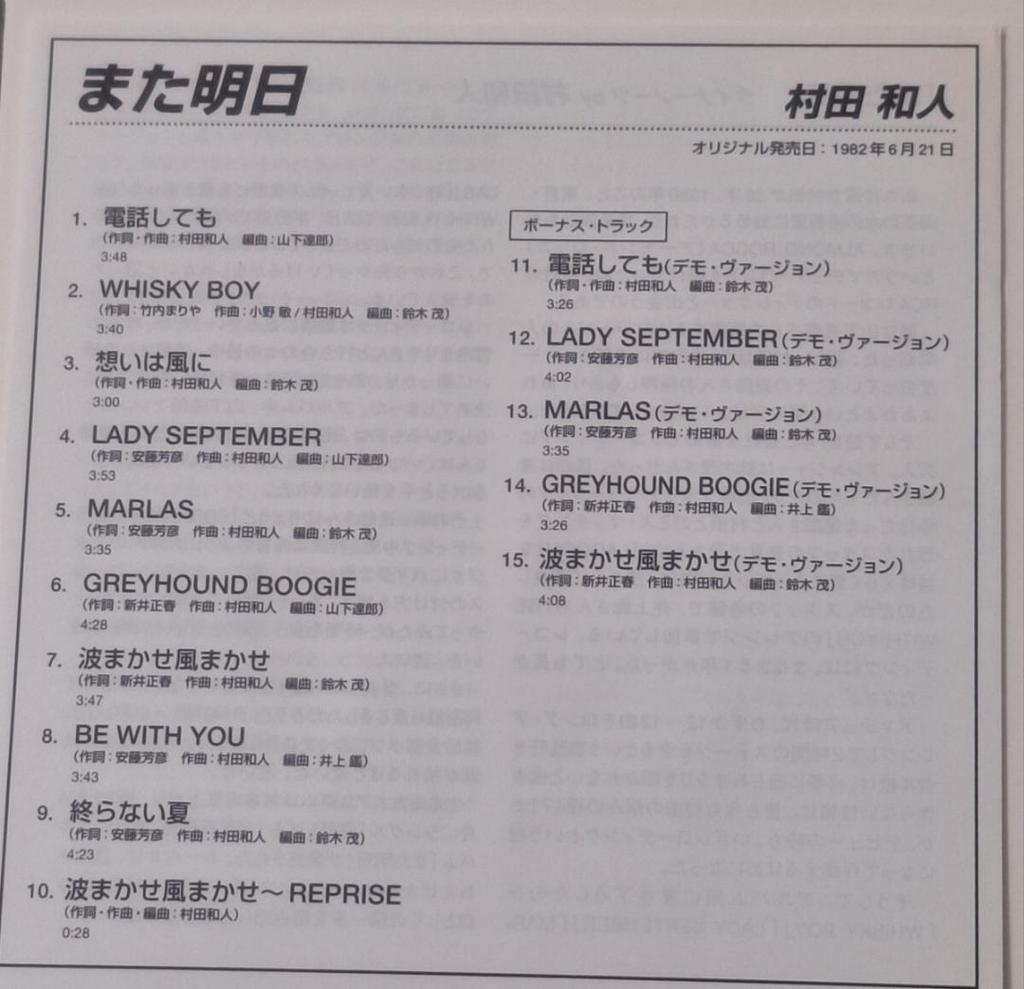 また明日
村田 和人
オリジナル発売日：1982年6月21日
1. 電話しても
（作詞・作曲：村田和人　編曲：山下達郎）
3:48
2. WHISKY BOY
（作詞：竹内まりや　作曲：小野 敏 / 村田和人　編曲：鈴木 茂）
3:40
3. 想いは風に
（作詞・作曲：村田和人　編曲：鈴木 茂）
3:00
4. LADY SEPTEMBER
（作詞：安藤芳彦　作曲：村田和人　編曲：山下達郎）
3:53
5. MARLAS
（作詞：安藤芳彦　作曲：村田和人　編曲：鈴木 茂）
3:35
6. GREYHOUND BOOGIE
（作詞：新井正春　作曲：村田和人　編曲：山下達郎）
4:28
7. 波まかせ風まかせ
（作詞：新井正春　作曲：村田和人　編曲：鈴木 茂）
3:47
8. BE WITH YOU
（作詞：安藤芳彦　作曲：村田和人　編曲：井上 鑑）
3:43
9. 終らない夏
（作詞：安藤芳彦　作曲：村田和人　編曲：鈴木 茂）
4:23
10. 波まかせ風まかせ～ REPRISE
（作詞・作曲・編曲：村田和人）
0:28
ボーナス・トラック
11. 電話しても（デモ・ヴァージョン）
（作詞・作曲：村田和人　編曲：鈴木 茂）
3:26
12. LADY SEPTEMBER（デモ・ヴァージョン）
（作詞：安藤芳彦　作曲：村田和人　編曲：鈴木 茂）
4:02
13. MARLAS（デモ・ヴァージョン）
（作詞：安藤芳彦　作曲：村田和人　編曲：鈴木 茂）
3:35
14. GREYHOUND BOOGIE（デモ・ヴァージョン）
（作詞：新井正春　作曲：村田和人　編曲：井上 鑑）
3:26
15. 波まかせ風まかせ（デモ・ヴァージョン）
（作詞：新井正春　作曲：村田和人　編曲：鈴木 茂）
4:08